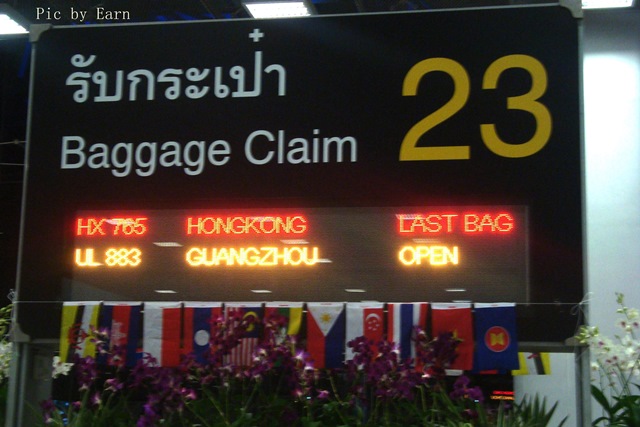 Pic by Earn
รับกระเป๋า
Baggage Claim
23
HX 765 HONGKONG LAST BAG
UL 883 GUANGZHOU OPEN